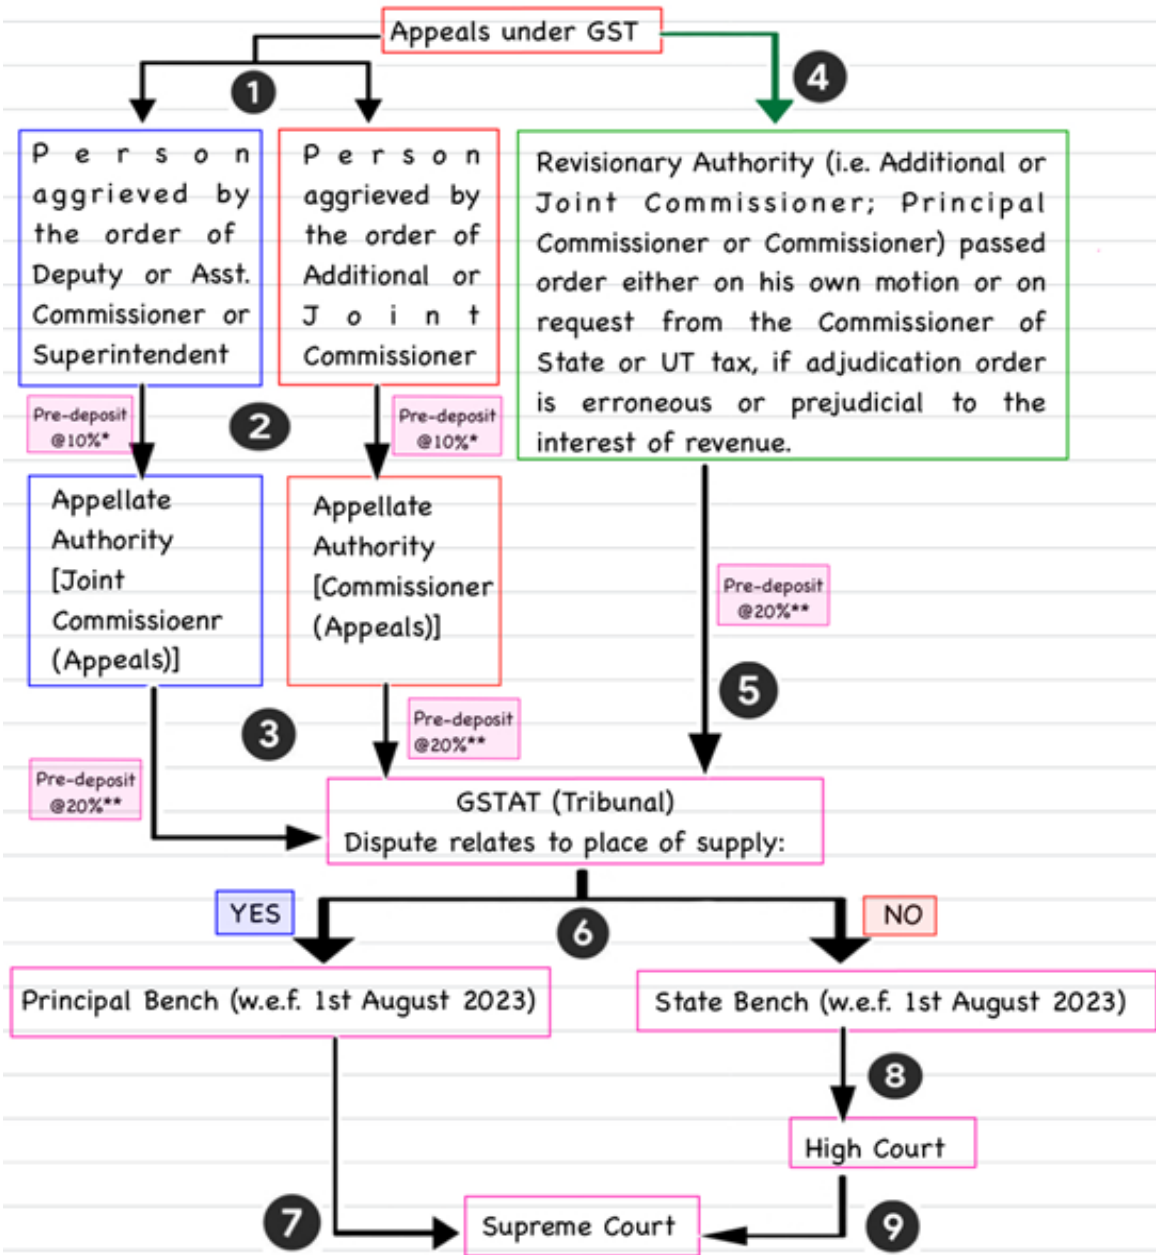 Appeals under GST
1
4
Person
aggrieved by
the order of
Deputy or Asst.
Commissioner or
Superintendent
Person
aggrieved by
the order of
Additional or
Joint
Commissioner
Revisionary Authority (i.e. Additional or
Joint Commissioner; Principal
Commissioner or Commissioner) passed
order either on his own motion or on
request from the Commissioner of
State or UT tax, if adjudication order
is erroneous or prejudicial to the
interest of revenue.
Pre-deposit
@10%*
2
Pre-deposit
@10%*
Appellate
Authority
[Joint
Commissioenr
(Appeals)]
Appellate
Authority
[Commissioner
(Appeals)]
Pre-deposit
@20%**
5
3
Pre-deposit
@20%**
Pre-deposit
@20%**
GSTAT (Tribunal)
Dispute relates to place of supply:
YES
6
NO
Principal Bench (w.e.f. 1st August 2023)
State Bench (w.e.f. 1st August 2023)
8
High Court
7
Supreme Court
9